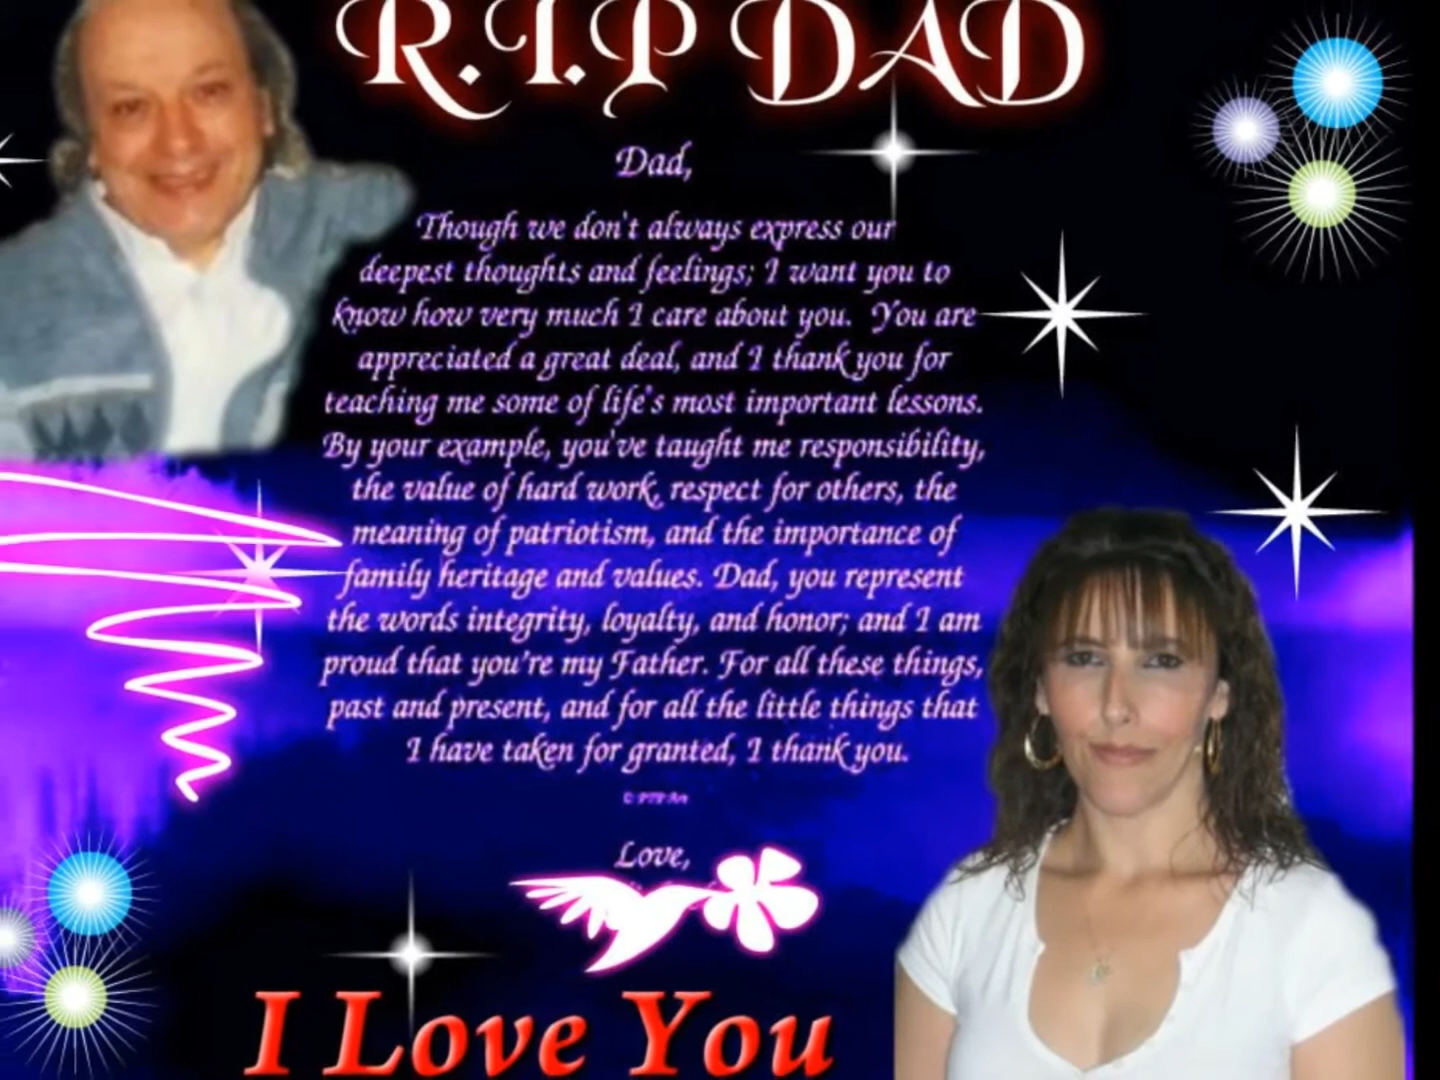 R.I.P DAD
Dad,
Though we don't always express our
deepest thoughts and feelings; I want you to
know how very much I care about you. You are
appreciated a great deal, and I thank you for
teaching me some of life's most important lessons.
By your example, you've taught me responsibility,
the value of hard work, respect for others, the
meaning of patriotism, and the importance of
family heritage and values. Dad, you represent
the words integrity, loyalty, and honor; and I am
proud that you're my Father. For all these things,
past and present, and for all the little things that
I have taken for granted, I thank you.
Love,
I Love You